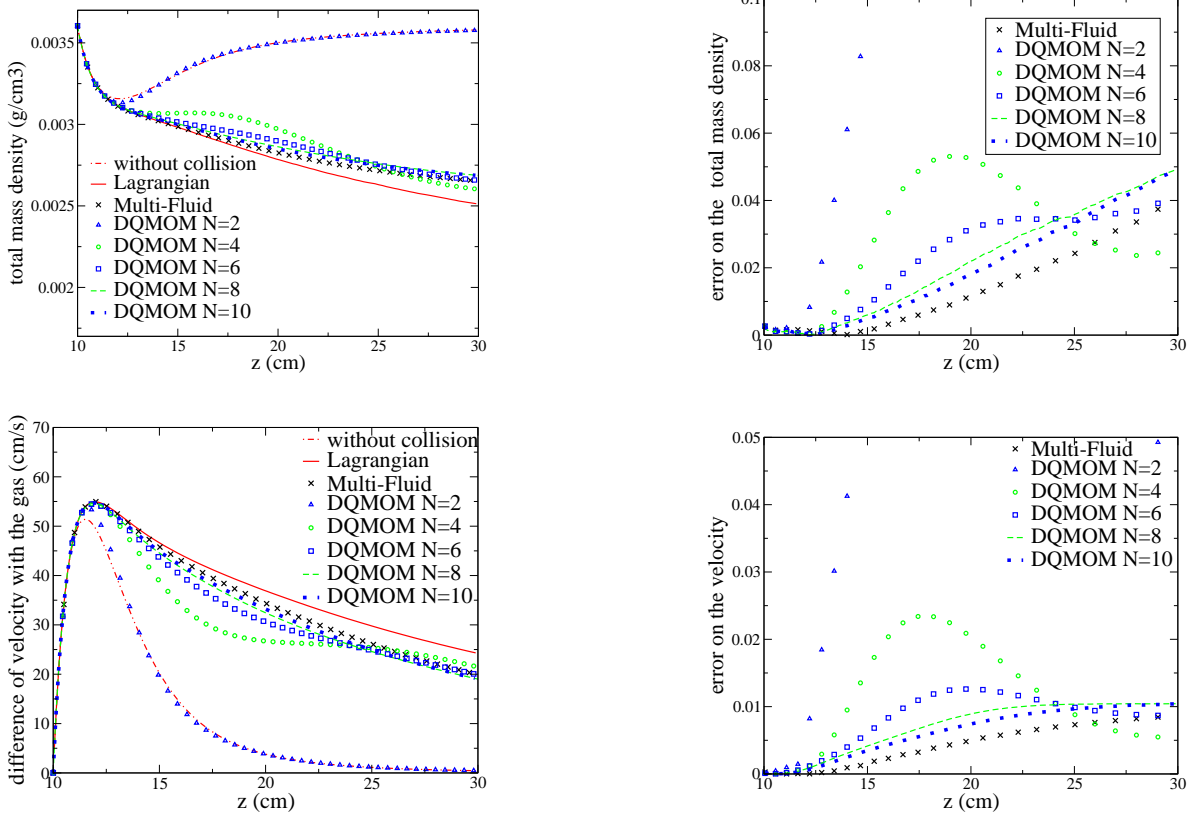 total mass density (g/cm3)
0.0035
0.003
0.0025
0.002
without collision
Lagrangian
Multi-Fluid
DQMOM N=2
DQMOM N=4
DQMOM N=6
DQMOM N=8
DQMOM N=10
10 15 20 25 30
z (cm)
error on the total mass density
0.1
0.08
0.06
0.04
0.02
0
Multi-Fluid
DQMOM N=2
DQMOM N=4
DQMOM N=6
DQMOM N=8
DQMOM N=10
10 15 20 25 30
z (cm)
difference of velocity with the gas (cm/s)
70
60
50
40
30
20
10
0
without collision
Lagrangian
Multi-Fluid
DQMOM N=2
DQMOM N=4
DQMOM N=6
DQMOM N=8
DQMOM N=10
10 15 20 25 30
z (cm)
error on the velocity
0.05
0.04
0.03
0.02
0.01
0
Multi-Fluid
DQMOM N=2
DQMOM N=4
DQMOM N=6
DQMOM N=8
DQMOM N=10
10 15 20 25 30
z (cm)